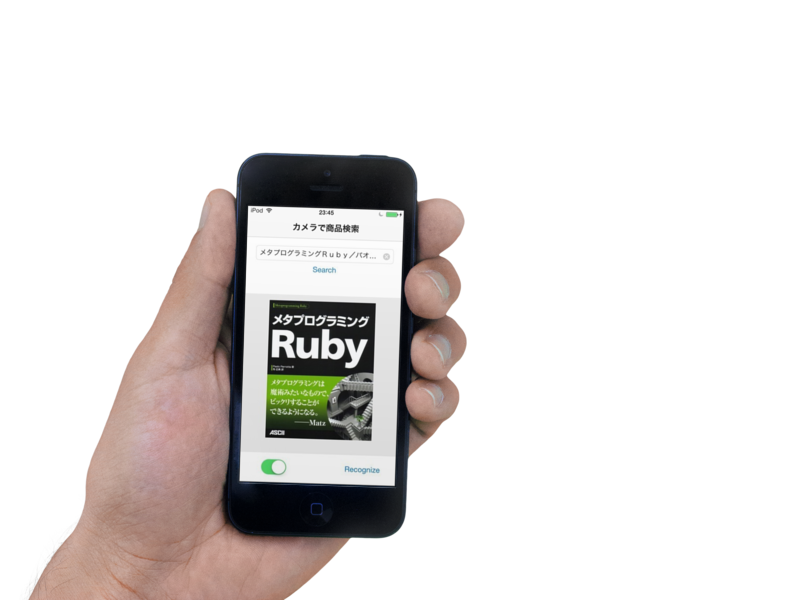 iPod
23:45
カメラで商品検索
メタプログラミングRuby／パオ…
Search
メタプログラミング
Ruby
メタプログラミングは
魔術みたいなもので、
ビックリすることが
できるようになる。
――Matz
ASCII
Recognize